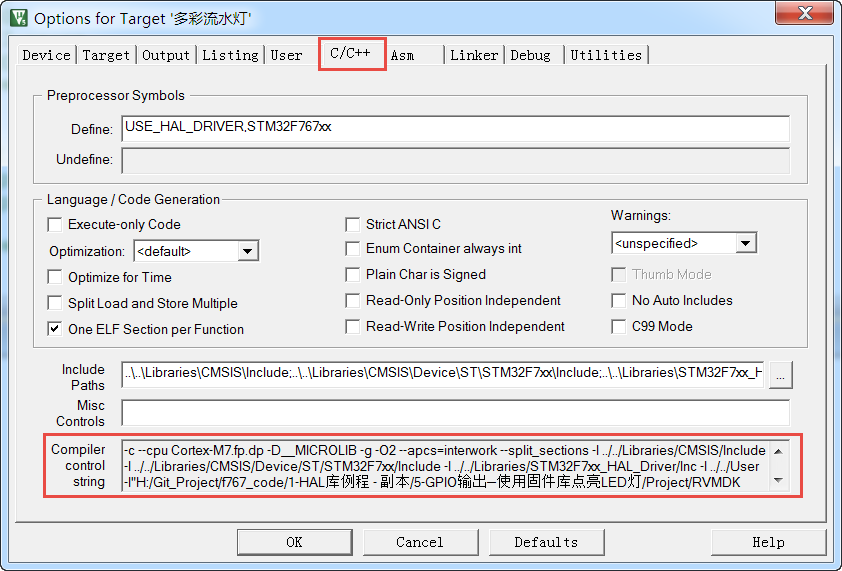 Options for Target '多彩流水灯'
Device Target Output Listing User C/C++ Asm Linker Debug Utilities
Preprocessor Symbols
Define: USE_HAL_DRIVER,STM32F767xx
Undefine:
Language / Code Generation
Execute-only Code
Optimization: <default>
Optimize for Time
Split Load and Store Multiple
One ELF Section per Function
Strict ANSI C
Enum Container always int
Plain Char is Signed
Read-Only Position Independent
Read-Write Position Independent
Warnings:
<unspecified>
Thumb Mode
No Auto Includes
C99 Mode
Include
Paths
..\..\Libraries\CMSIS\Include;..\..\Libraries\CMSIS\Device\ST\STM32F7xx\Include;..\..\Libraries\STM32F7xx_H
...
Misc
Controls
Compiler
control
string
-c --cpu Cortex-M7.fp.dp -D__MICROLIB -g -O2 --apcs=interwork --split_sections -I ../../Libraries/CMSIS/Include
-I ../../Libraries/CMSIS/Device/ST/STM32F7xx/Include -I ../../Libraries/STM32F7xx_HAL_Driver/Inc -I ../../User
-I"H:/Git_Project/f767_code/1-HAL库例程 - 副本/5-GPIO输出—使用固件库点亮LED灯/Project/RVMDK
OK Cancel Defaults Help